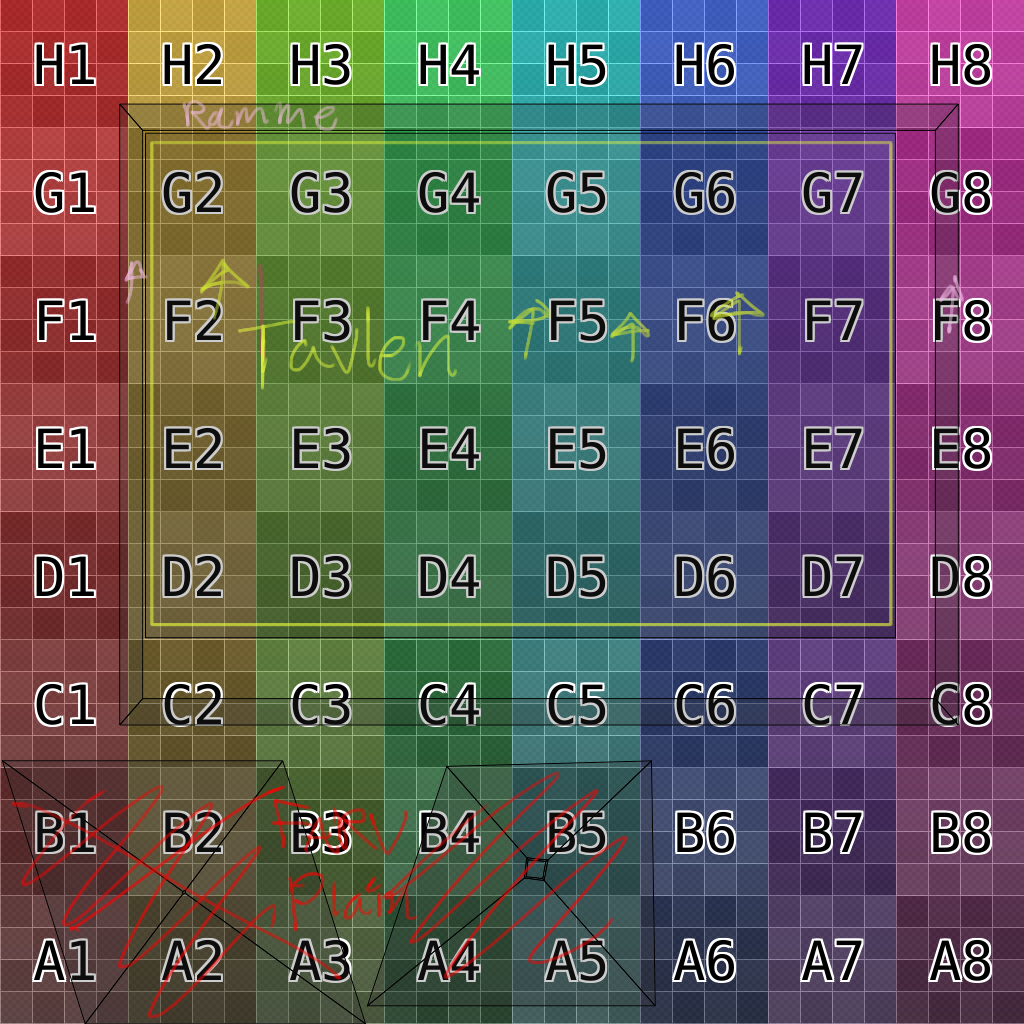 H1 H2 H3 H4 H5 H6 H7 H8
Ramme
G1 G2 G3 G4 G5 G6 G7 G8
F1 F2 F3 F4 F5 F6 F7 F8
Tavlen
E1 E2 E3 E4 E5 E6 E7 E8
D1 D2 D3 D4 D5 D6 D7 D8
C1 C2 C3 C4 C5 C6 C7 C8
B1 B2 B3 B4 B5 B6 B7 B8
A1 A2 A3 A4 A5 A6 A7 A8